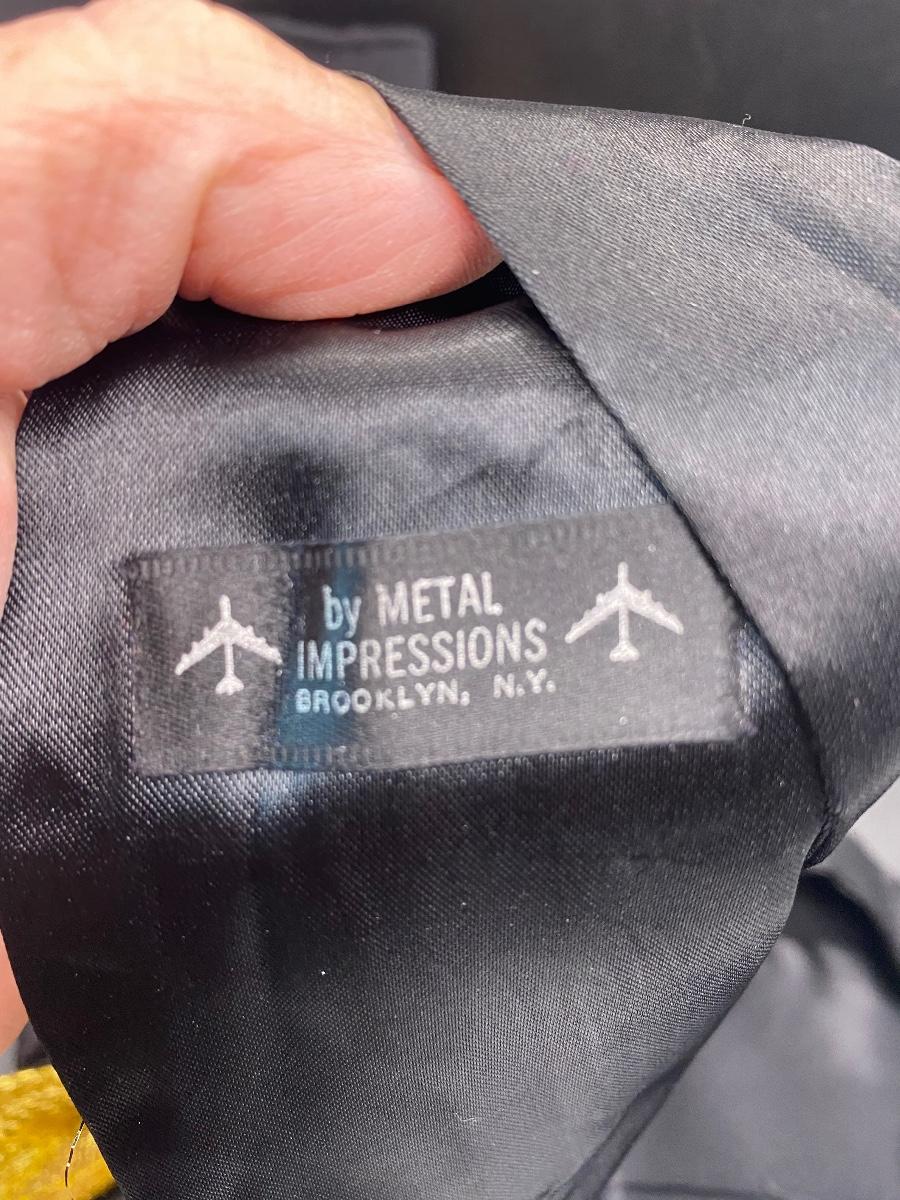 by METAL
IMPRESSIONS
BROOKLYN, N.Y.